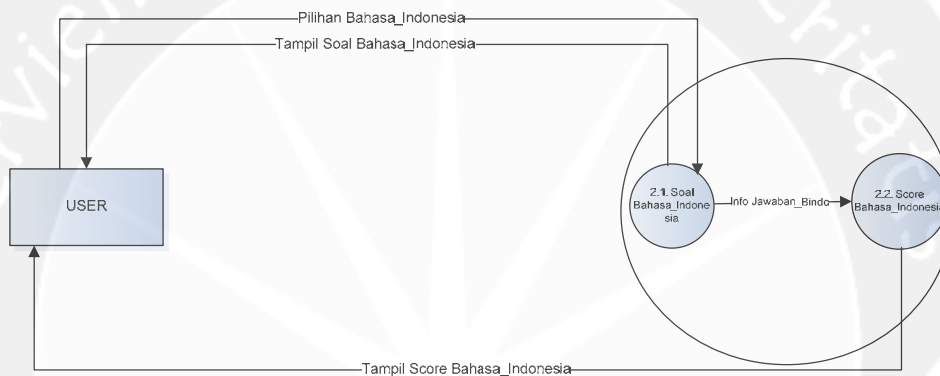 Pilihan Bahasa_Indonesia
Tampil Soal Bahasa_Indonesia
USER
2.1. Soal
Bahasa_Indone
sia
Info Jawaban_Bindo
2.2. Score
Bahasa_Indonesia
Tampil Score Bahasa_Indonesia